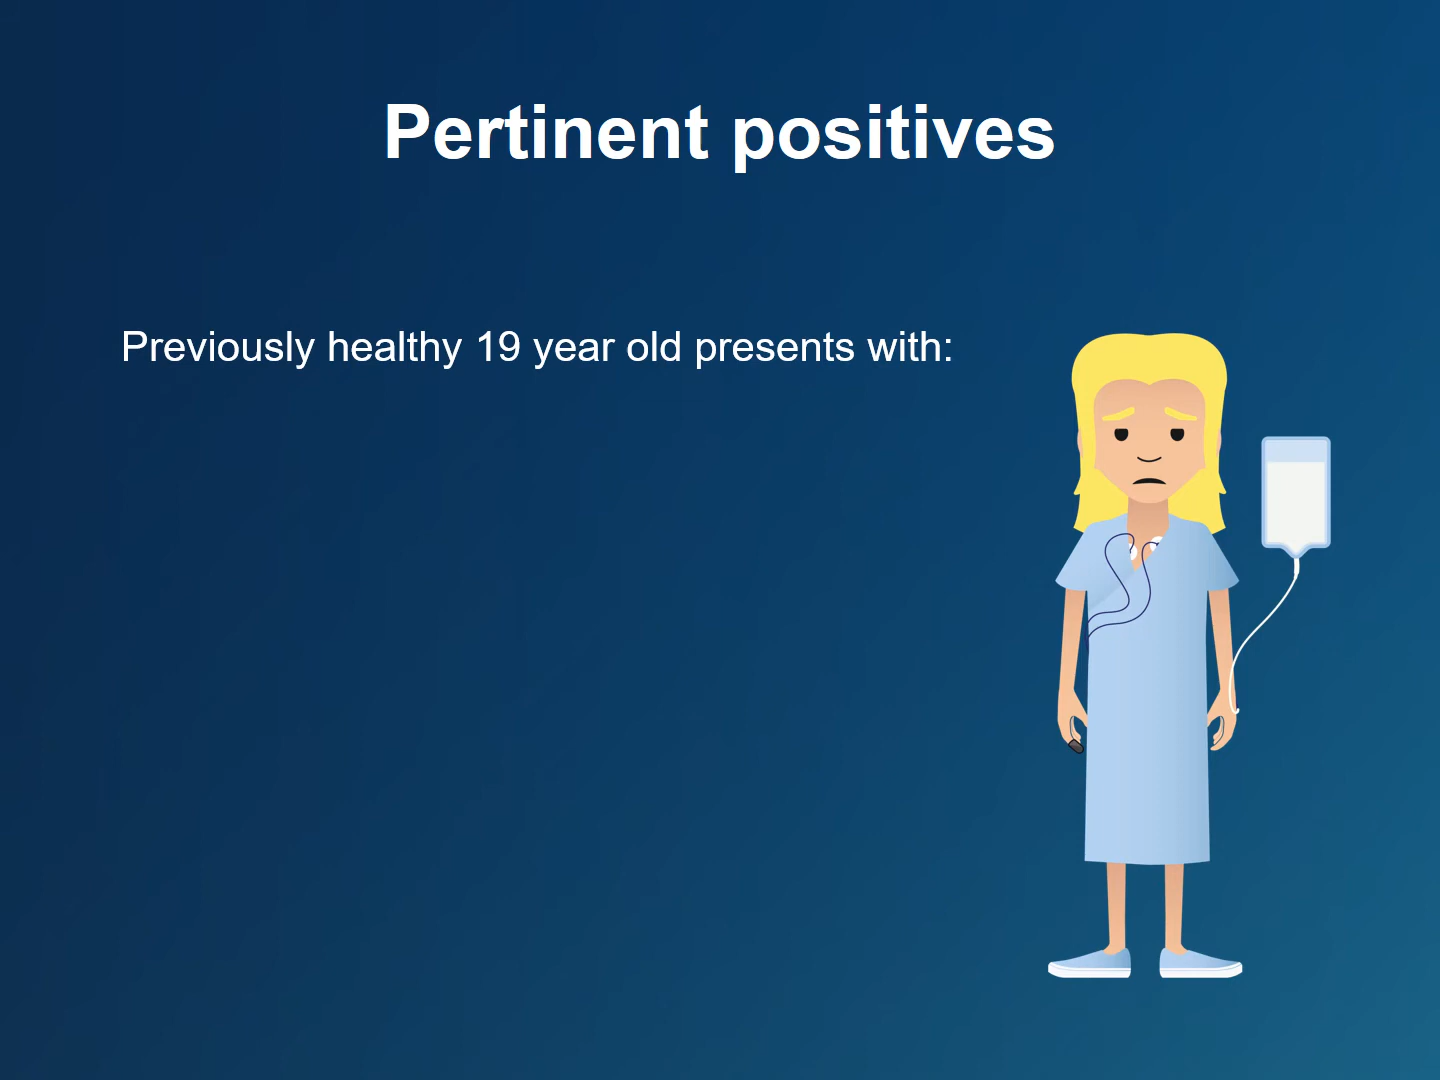 Pertinent positives
Previously healthy 19 year old presents with: